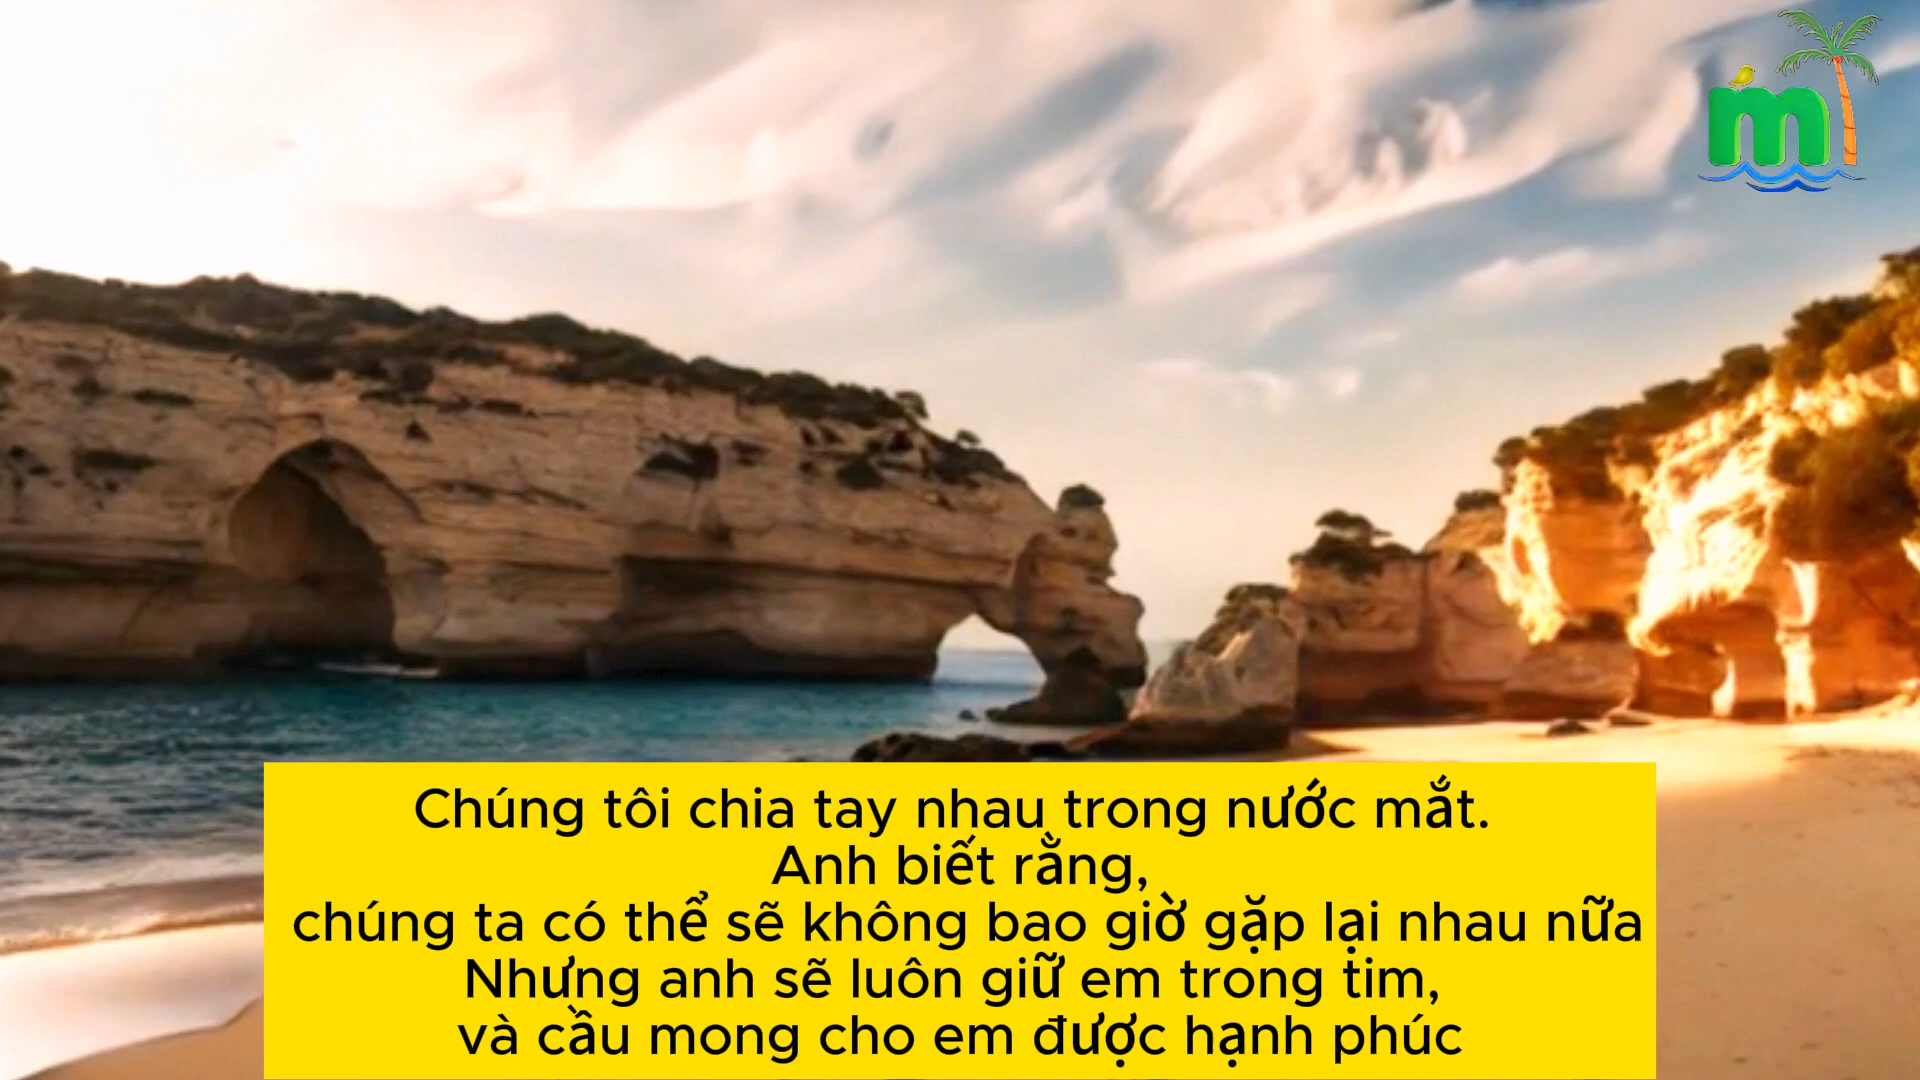 m
Chúng tôi chia tay nhau trong nước mắt.
Anh biết rằng,
chúng ta có thể sẽ không bao giờ gặp lại nhau nữa
Nhưng anh sẽ luôn giữ em trong tim,
và cầu mong cho em được hạnh phúc